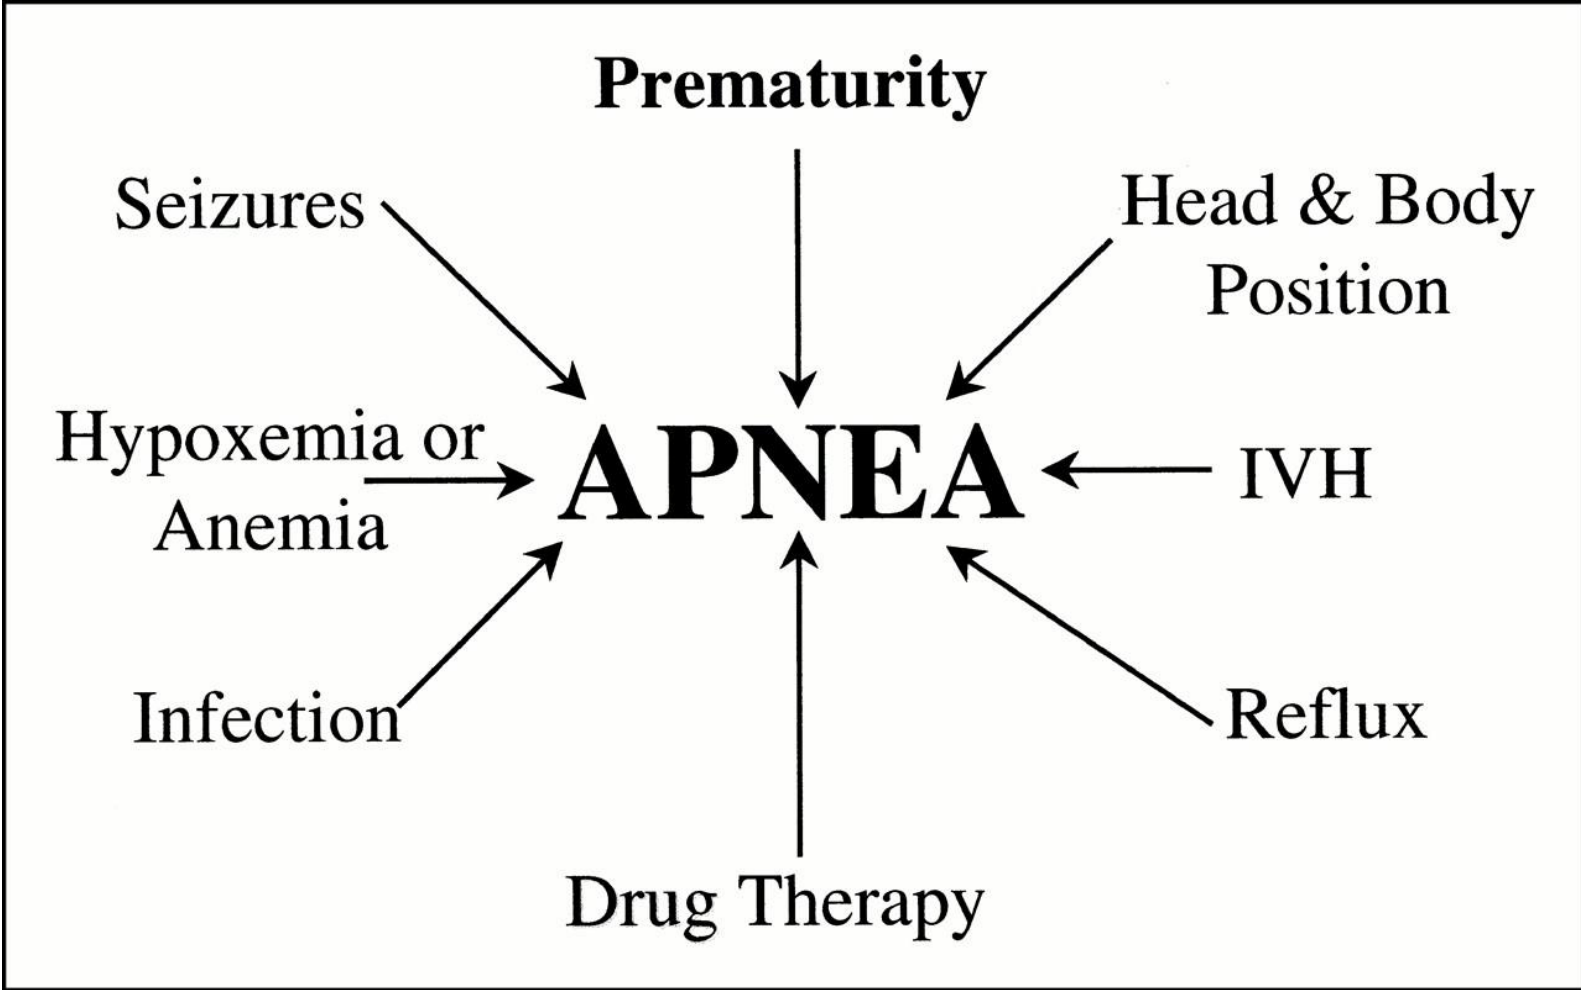 Prematurity
Seizures
Head & Body
Position
Hypoxemia or
Anemia
APNEA
IVH
Infection
Reflux
Drug Therapy